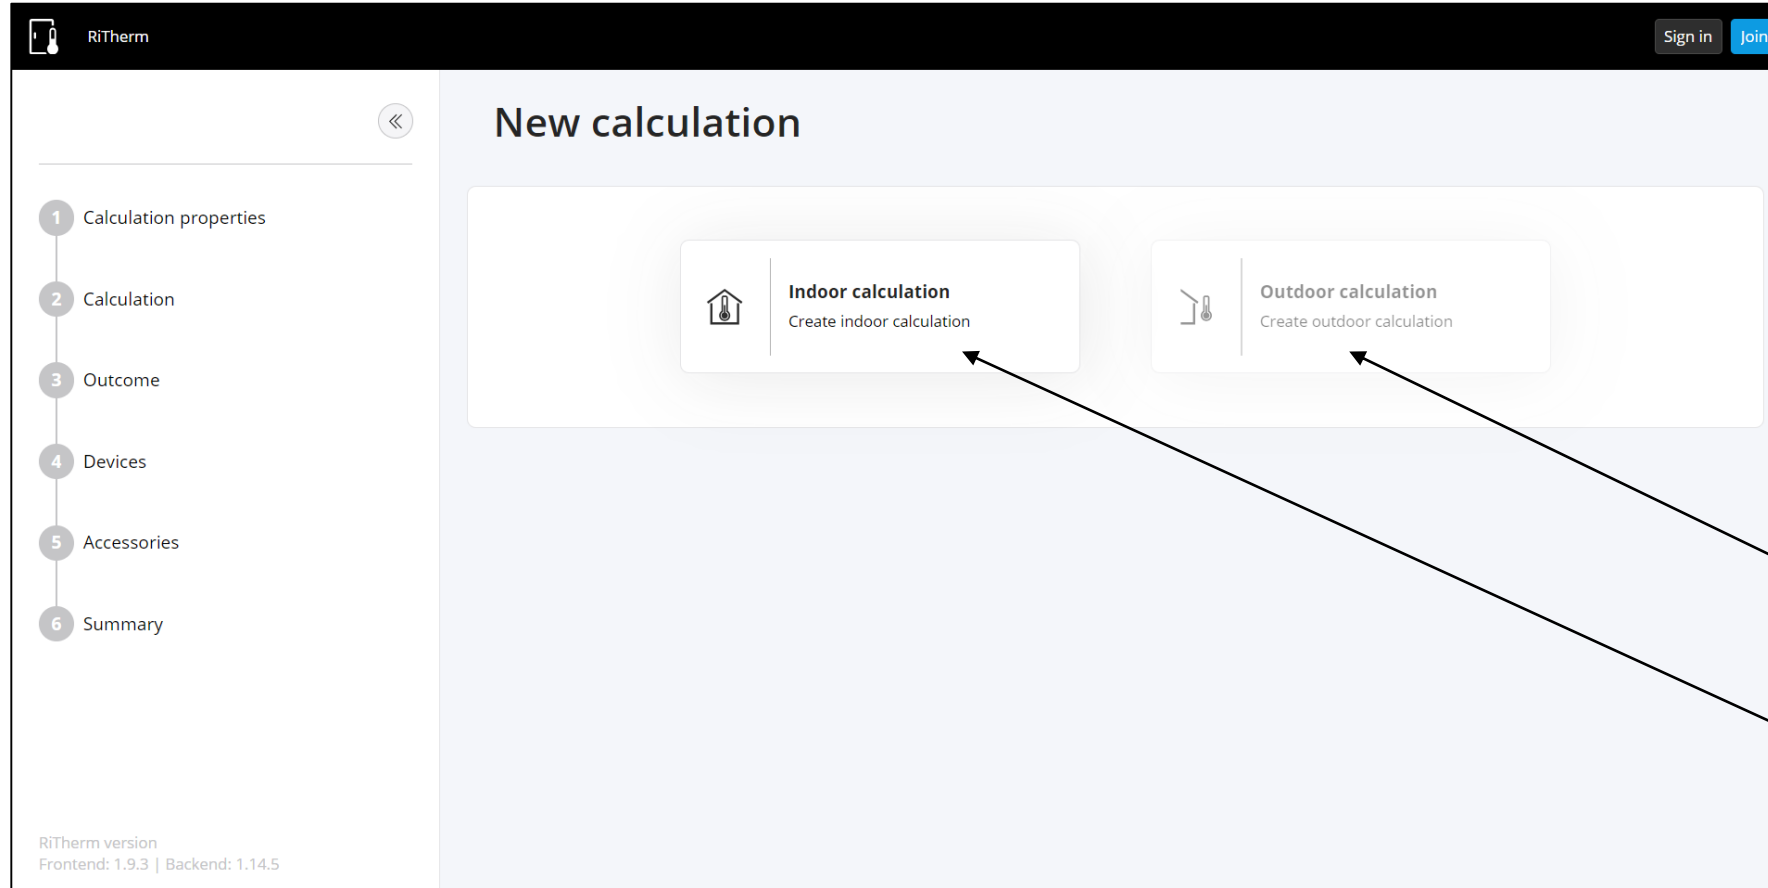 RiTherm
Sign in
Join
New calculation
1 Calculation properties
2 Calculation
3 Outcome
4 Devices
5 Accessories
6 Summary
Indoor calculation
Create indoor calculation
Outdoor calculation
Create outdoor calculation
RiTherm version
Frontend: 1.9.3 | Backend: 1.14.5